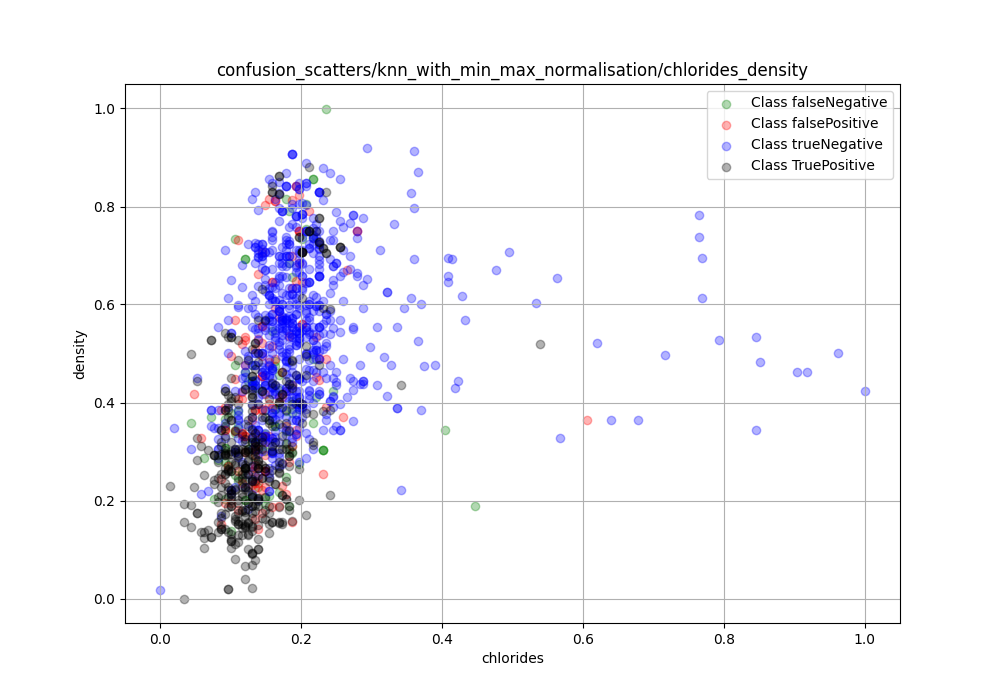 confusion_scatters/knn_with_min_max_normalisation/chlorides_density
Class falseNegative
Class falsePositive
Class trueNegative
Class TruePositive
1.0
0.8
0.6
0.4
0.2
0.0
density
0.0 0.2 0.4 0.6 0.8 1.0
chlorides